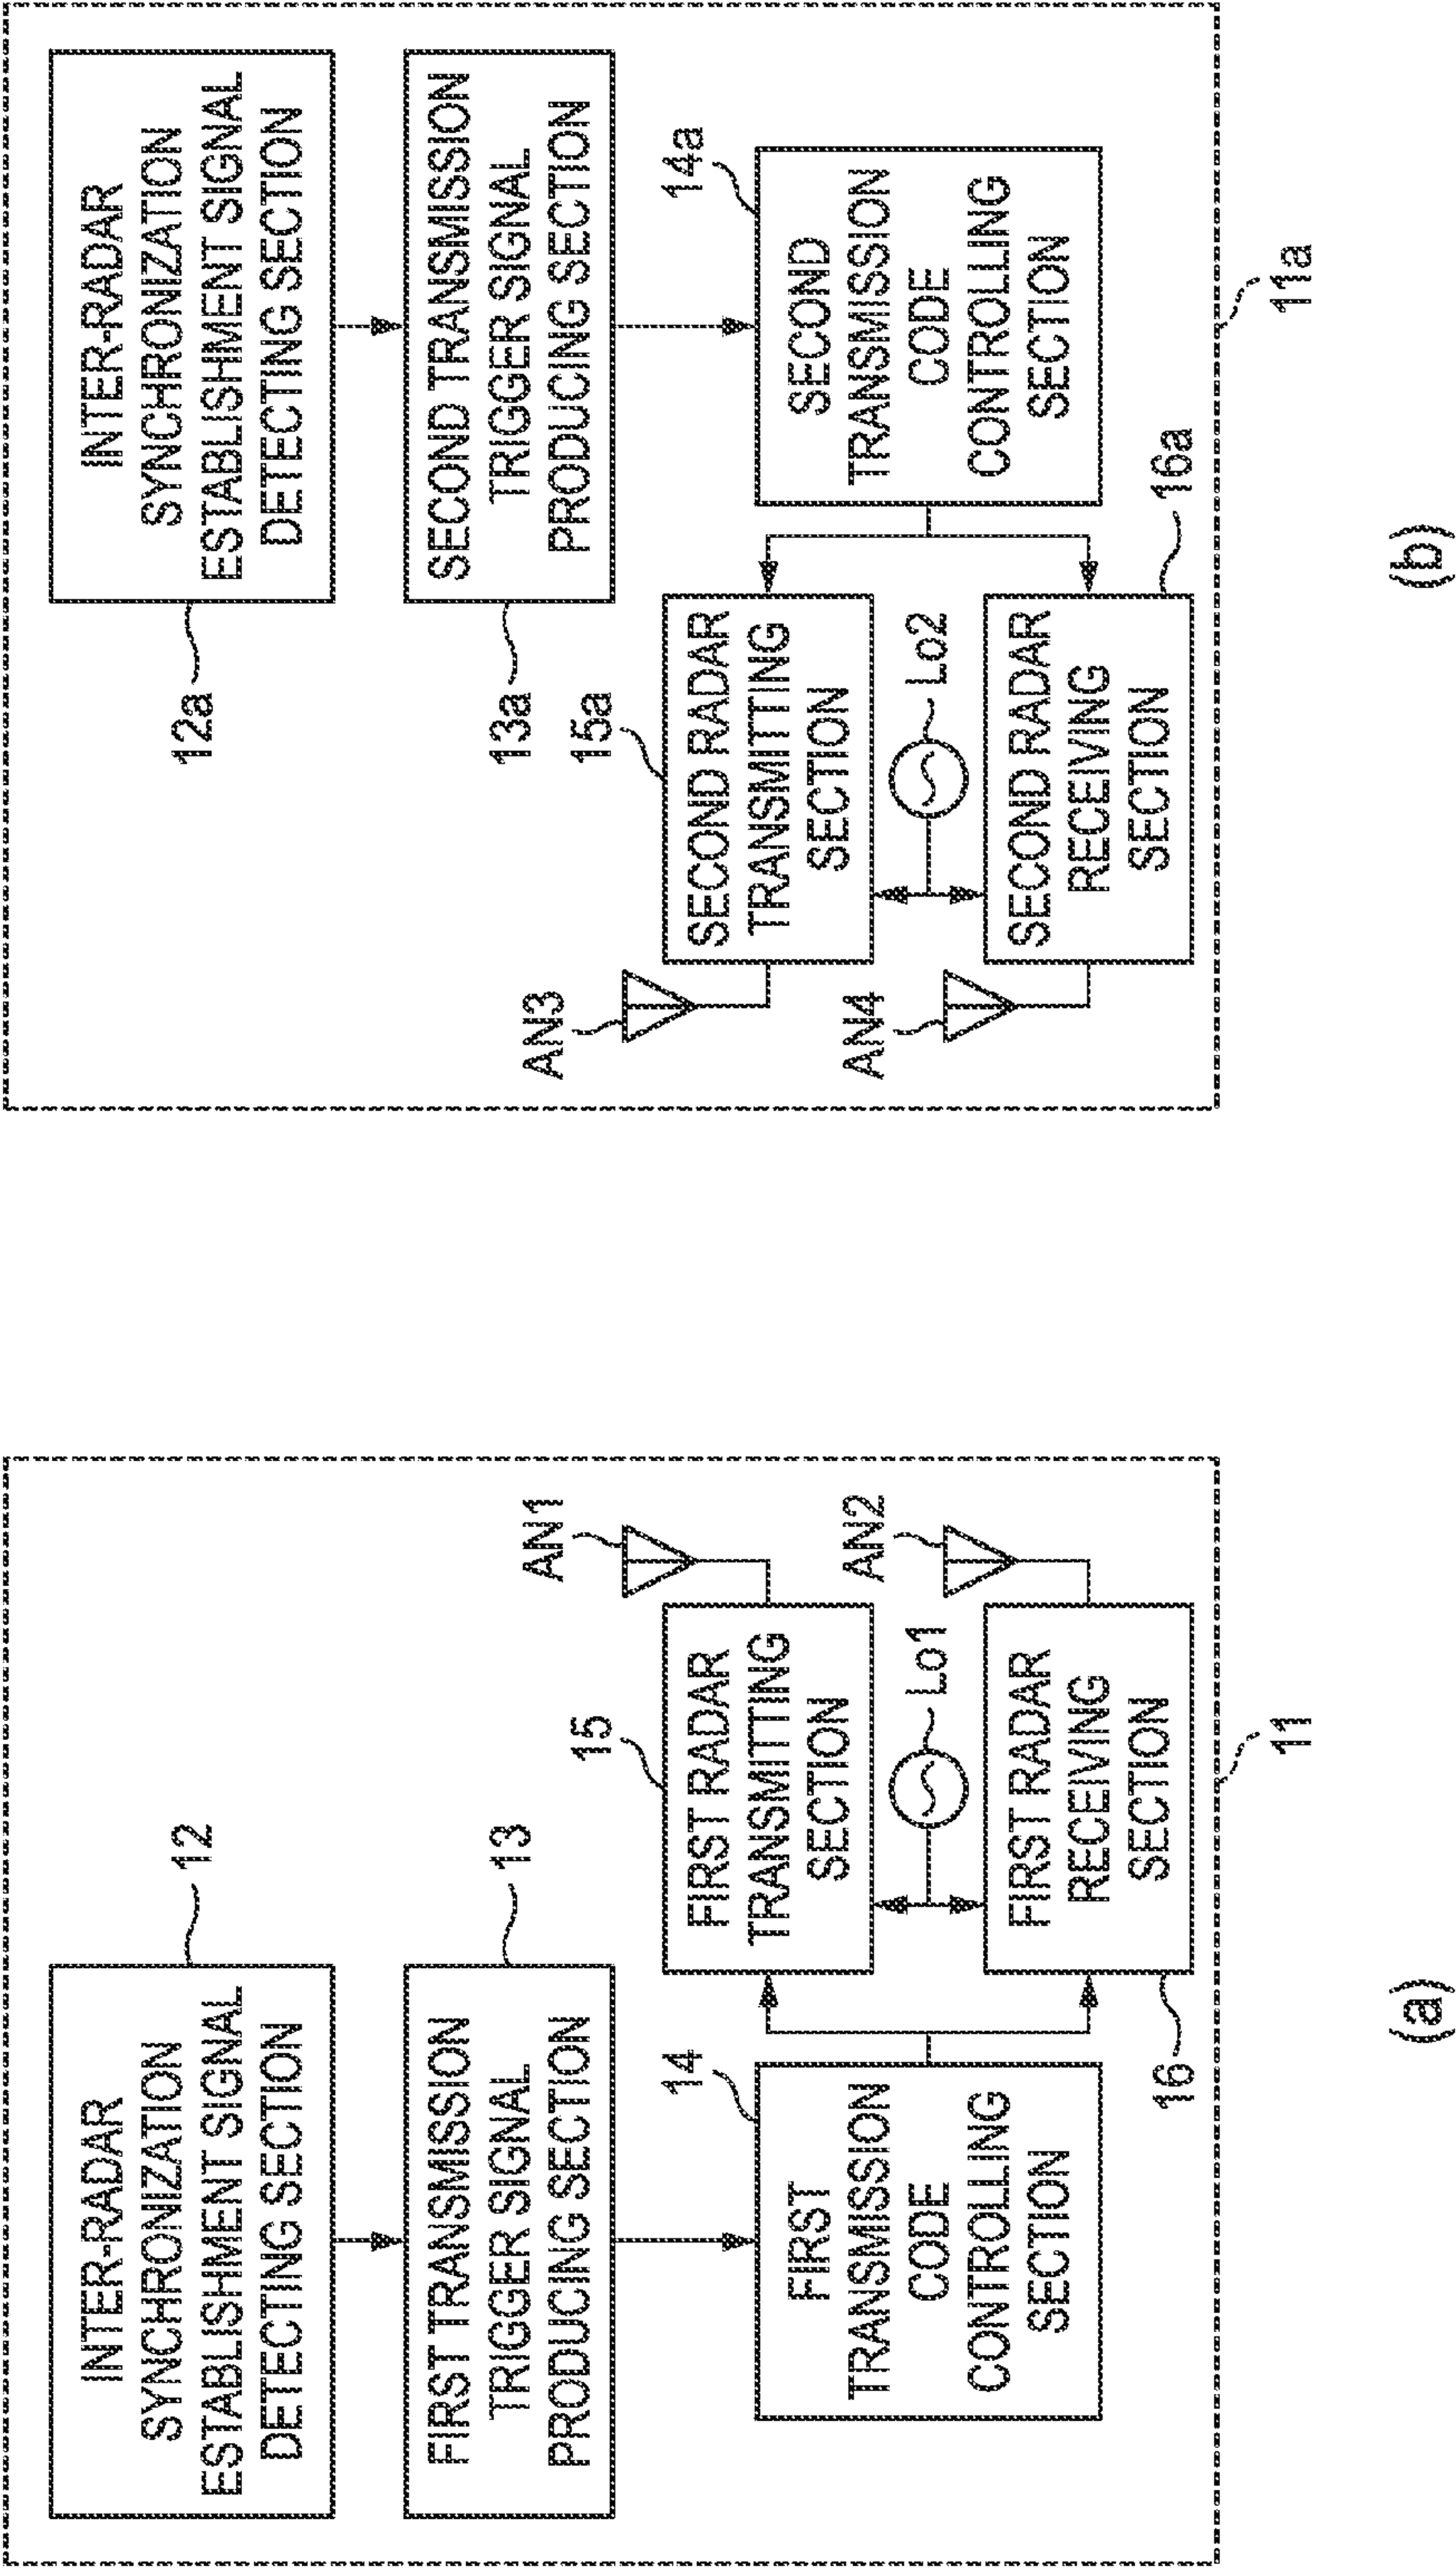 INTER-RADAR
SYNCHRONIZATION
ESTABLISHMENT SIGNAL
DETECTING SECTION
12
FIRST TRANSMISSION
TRIGGER SIGNAL
PRODUCING SECTION
13
14
FIRST
TRANSMISSION
CODE
CONTROLLING
SECTION
15
FIRST RADAR
TRANSMITTING
SECTION
AN1
Lo1
AN2
FIRST RADAR
RECEIVING
SECTION
16
11
(a)
INTER-RADAR
SYNCHRONIZATION
ESTABLISHMENT SIGNAL
DETECTING SECTION
12a
SECOND TRANSMISSION
TRIGGER SIGNAL
PRODUCING SECTION
13a
AN3
15a
SECOND RADAR
TRANSMITTING
SECTION
14a
SECOND
TRANSMISSION
CODE
CONTROLLING
SECTION
Lo2
AN4
SECOND RADAR
RECEIVING
SECTION
16a
11a
(b)